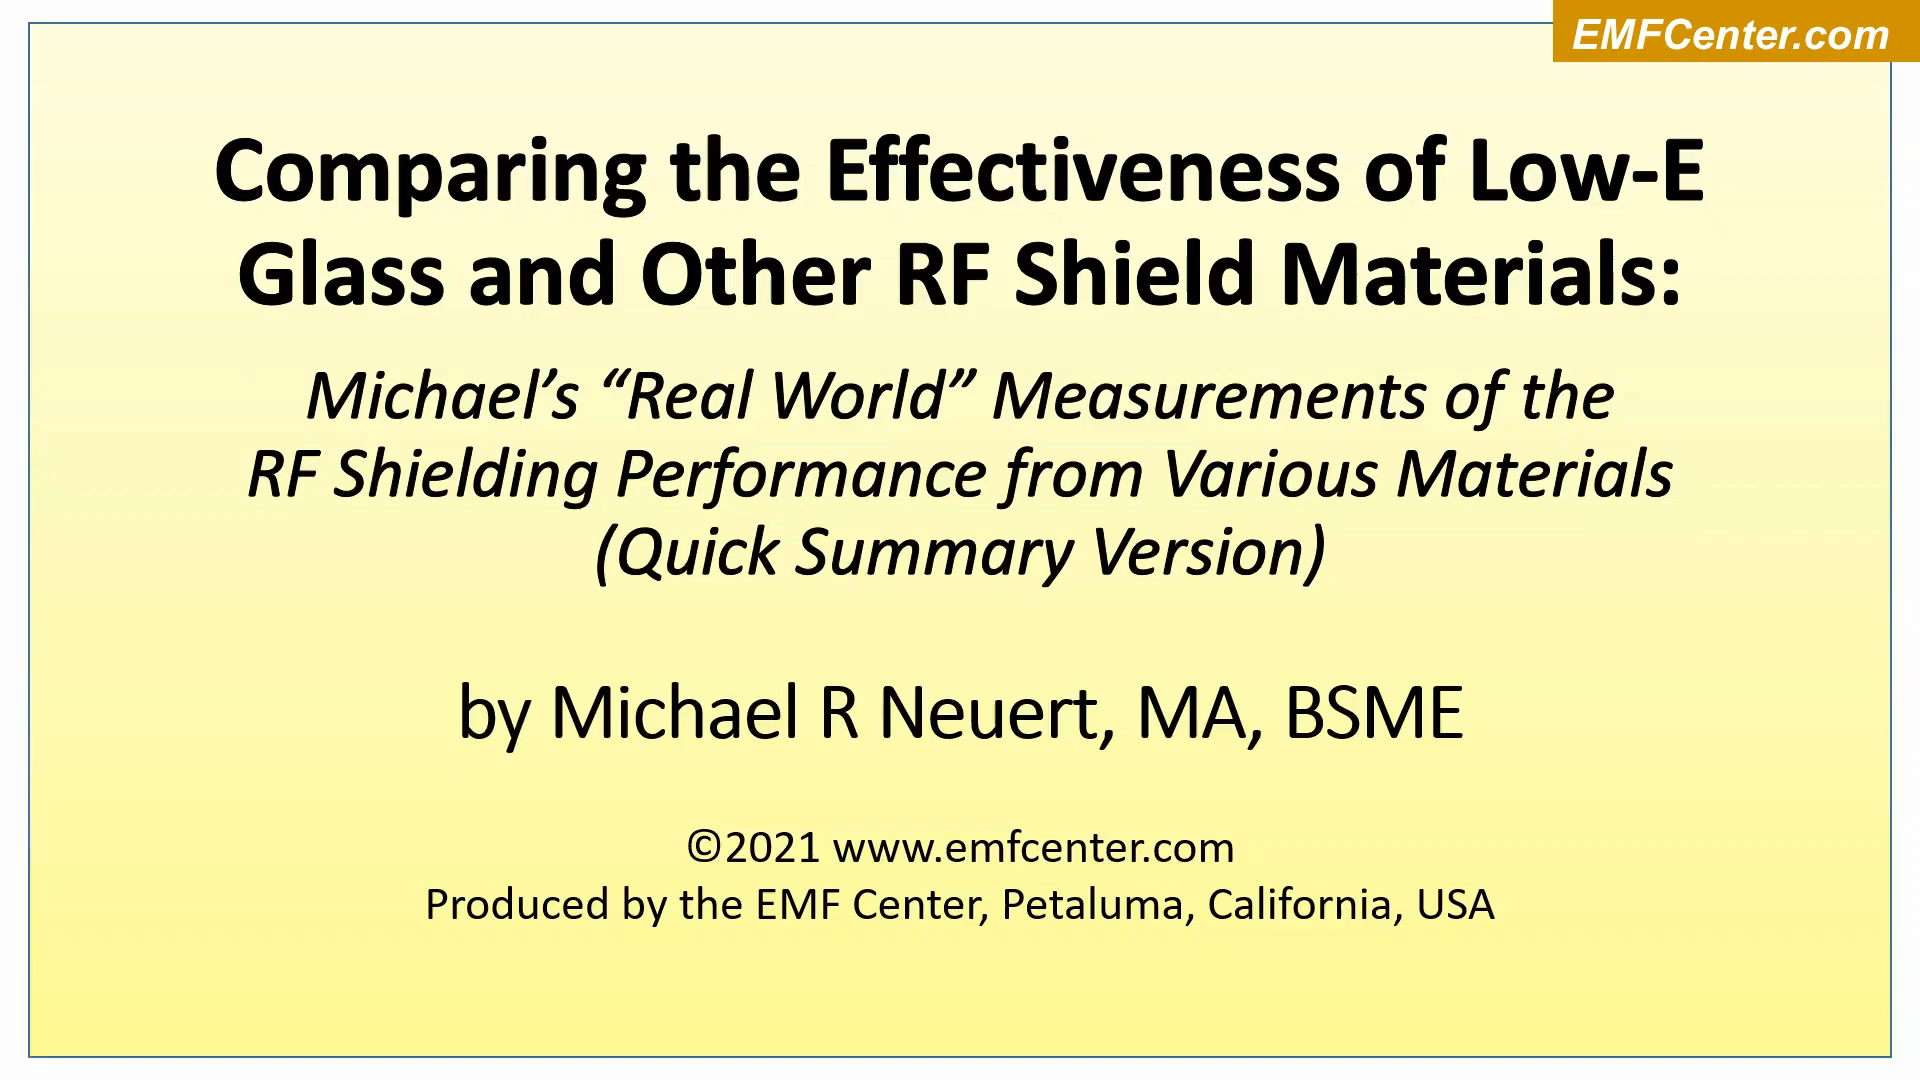 EMFCenter.com
Comparing the Effectiveness of Low-E
Glass and Other RF Shield Materials:
Michael’s “Real World” Measurements of the
RF Shielding Performance from Various Materials
(Quick Summary Version)
by Michael R Neuert, MA, BSME
©2021 www.emfcenter.com
Produced by the EMF Center, Petaluma, California, USA